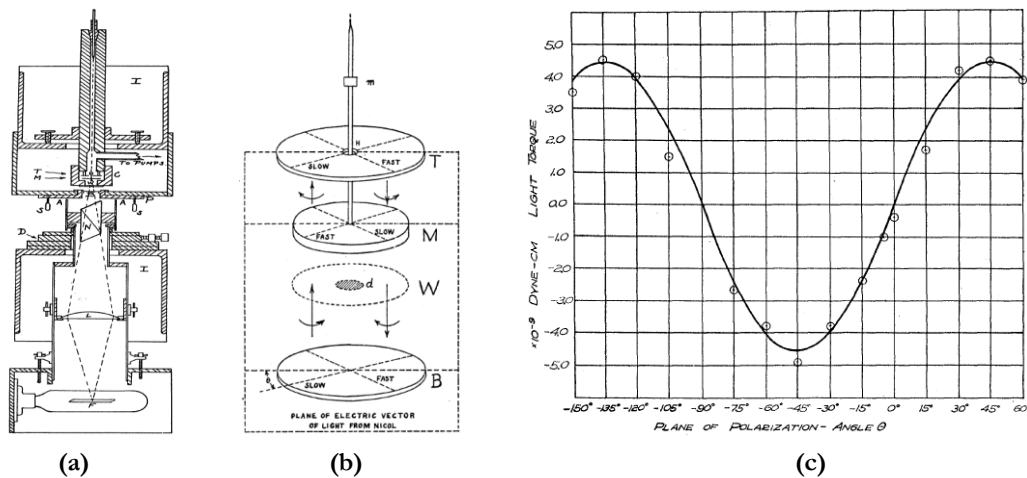 I
TO PUMPS
T
M
C
S
A
A
S
N
D
I
L
F
(a)
m
H
SLOW FAST T
FAST SLOW M
d W
θ SLOW FAST B
PLANE OF ELECTRIC VECTOR
OF LIGHT FROM NICOL
(b)
×10⁻⁹ DYNE-CM LIGHT TORQUE
5.0
4.0
3.0
2.0
1.0
0.0
-1.0
-2.0
-3.0
-4.0
-5.0
-150° -135° -120° -105° -90° -75° -60° -45° -30° -15° 0° 15° 30° 45° 60
PLANE OF POLARIZATION - ANGLE θ
(c)